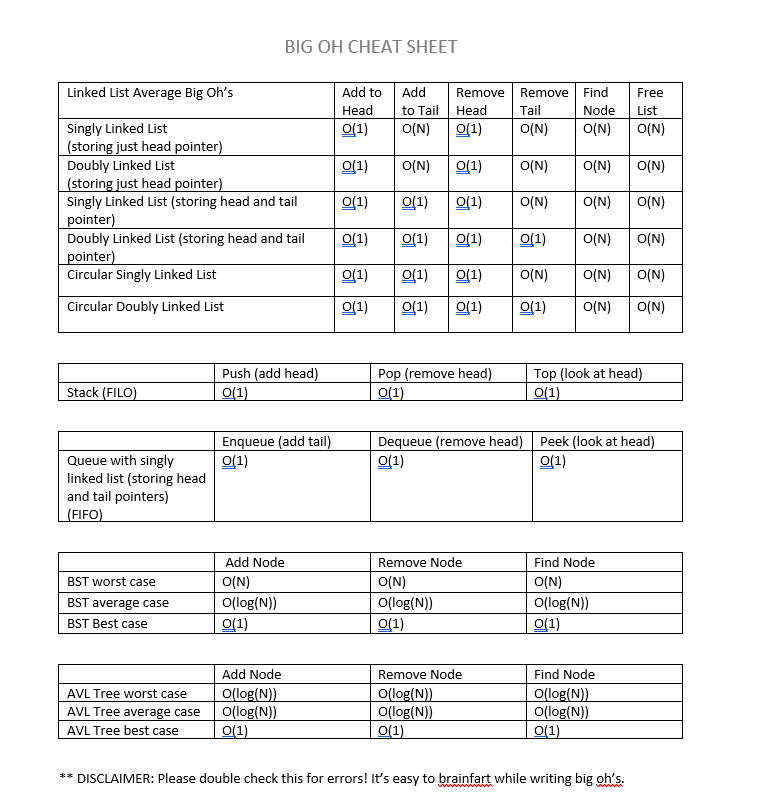 BIG OH CHEAT SHEET
Linked List Average Big Oh's Add to Head Add to Tail Remove Head Remove Tail Find Node Free List
Singly Linked List (storing just head pointer) O(1) O(N) O(1) O(N) O(N) O(N)
Doubly Linked List (storing just head pointer) O(1) O(N) O(1) O(N) O(N) O(N)
Singly Linked List (storing head and tail pointer) O(1) O(1) O(1) O(N) O(N) O(N)
Doubly Linked List (storing head and tail pointer) O(1) O(1) O(1) O(1) O(N) O(N)
Circular Singly Linked List O(1) O(1) O(1) O(N) O(N) O(N)
Circular Doubly Linked List O(1) O(1) O(1) O(1) O(N) O(N)
Push (add head) Pop (remove head) Top (look at head)
Stack (FILO) O(1) O(1) O(1)
Enqueue (add tail) Dequeue (remove head) Peek (look at head)
Queue with singly O(1) O(1) O(1)
linked list (storing head
and tail pointers)
(FIFO)
Add Node Remove Node Find Node
BST worst case O(N) O(N) O(N)
BST average case O(log(N)) O(log(N)) O(log(N))
BST Best case O(1) O(1) O(1)
Add Node Remove Node Find Node
AVL Tree worst case O(log(N)) O(log(N)) O(log(N))
AVL Tree average case O(log(N)) O(log(N)) O(log(N))
AVL Tree best case O(1) O(1) O(1)
** DISCLAIMER: Please double check this for errors! It's easy to brainfart while writing big oh's.